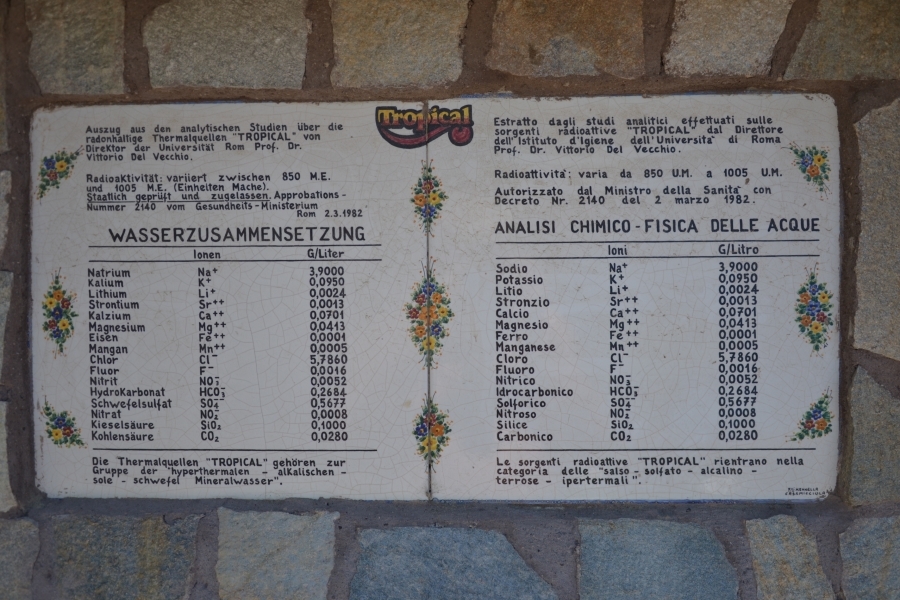 Tropical
Auszug aus den analytischen Studien über die
radonhältige Thermalquellen "TROPICAL" von
Direktor der Universität Rom Prof. Dr.
Vittorio Del Vecchio.
Radioaktivität: variiert zwischen 850 M.E.
und 1005 M.E. (Einheiten Mache).
Staatlich geprüft und zugelassen. Approbations-
Nummer 2140 vom Gesundheits-Ministerium
Rom 2.3.1982
WASSERZUSAMMENSETZUNG
Ionen G/Liter
Natrium Na⁺ 3,9000
Kalium K⁺ 0,0950
Lithium Li⁺ 0,0024
Strontium Sr⁺⁺ 0,0013
Kalzium Ca⁺⁺ 0,0701
Magnesium Mg⁺⁺ 0,0413
Eisen Fe⁺⁺ 0,0001
Mangan Mn⁺⁺ 0,0005
Chlor Cl⁻ 5,7860
Fluor F⁻ 0,0016
Nitrit NO₃⁻ 0,0052
HydroKarbonat HCO₃⁻ 0,2684
Schwefelsulfat SO₄⁻ 0,5677
Nitrat NO₂⁻ 0,0008
Kieselsäure SiO₂ 0,1000
Kohlensäure CO₂ 0,0280
Die Thermalquellen "TROPICAL" gehören zur
Gruppe der "hyperthermalen - alkalischen -
sole - schwefel Mineralwasser".
Estratto dagli studi analitici effettuati sulle
sorgenti radioattive "TROPICAL" dal Direttore
dell'Istituto d'Igiene dell'Università di Roma
Prof. Dr. Vittorio Del Vecchio.
Radioattività: varia da 850 U.M. a 1005 U.M.
Autorizzato dal Ministro della Sanità con
Decreto Nr. 2140 del 2 marzo 1982.
ANALISI CHIMICO-FISICA DELLE ACQUE
Ioni G/Litro
Sodio Na⁺ 3,9000
Potassio K⁺ 0,0950
Litio Li⁺ 0,0024
Stronzio Sr⁺⁺ 0,0013
Calcio Ca⁺⁺ 0,0701
Magnesio Mg⁺⁺ 0,0413
Ferro Fe⁺⁺ 0,0001
Manganese Mn⁺⁺ 0,0005
Cloro Cl⁻ 5,7860
Fluoro F⁻ 0,0016
Nitrico NO₃⁻ 0,0052
Idrocarbonico HCO₃⁻ 0,2684
Solforico SO₄⁻ 0,5677
Nitroso NO₂⁻ 0,0008
Silice SiO₂ 0,1000
Carbonico CO₂ 0,0280
Le sorgenti radioattive "TROPICAL" rientrano nella
categoria delle "salso - solfato - alcalino -
terrose - ipertermali".